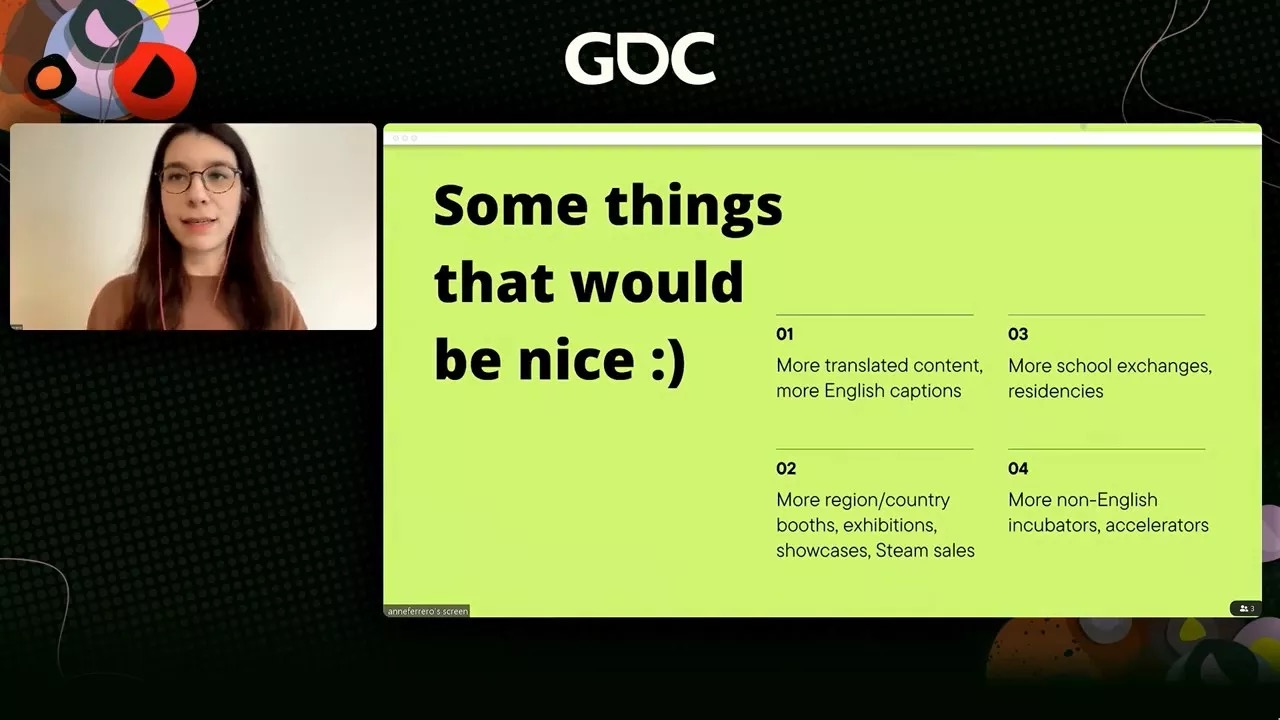 GDC
Some things
that would
be nice :)
01
More translated content,
more English captions
02
More region/country
booths, exhibitions,
showcases, Steam sales
03
More school exchanges,
residencies
04
More non-English
incubators, accelerators
anneferrero's screen
3